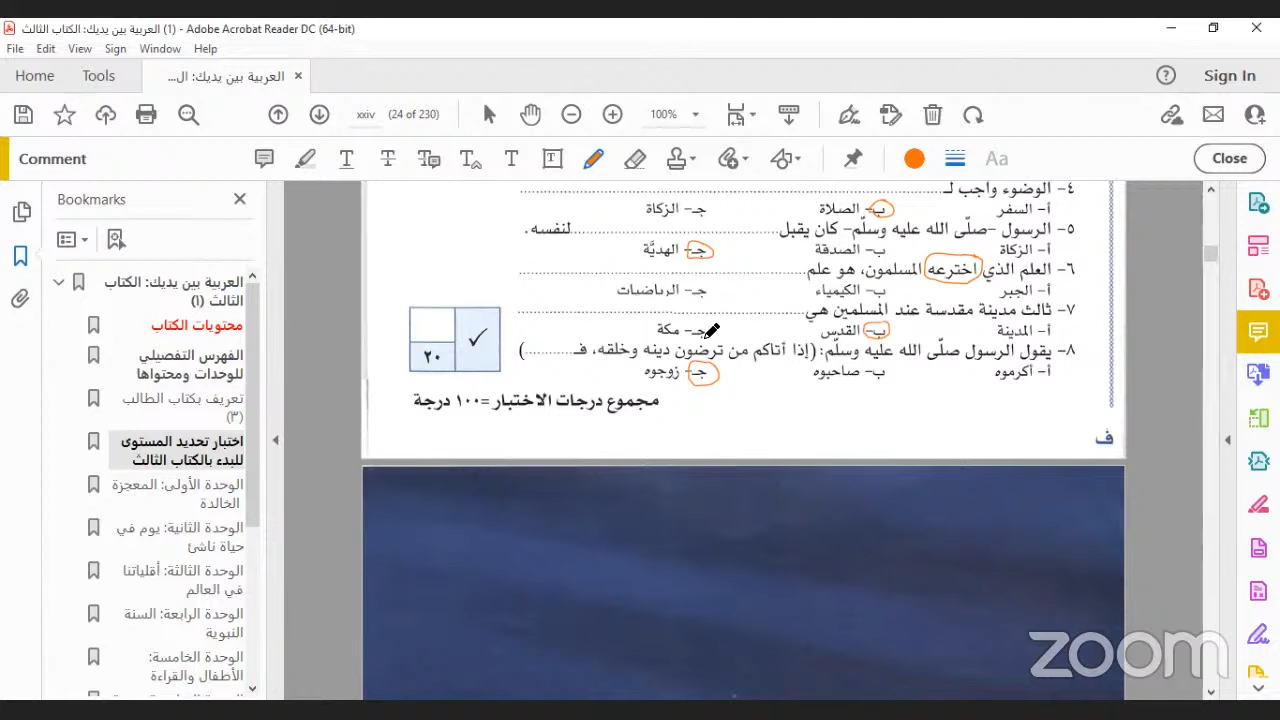 العربية بين يديك: الكتاب الثالث (1) - Adobe Acrobat Reader DC (64-bit)
File Edit View Sign Window Help
Home Tools العربية بين يديك: ال... × Sign In
xxiv (24 of 230) 100%
Comment Close
Bookmarks
العربية بين يديك: الكتاب
الثالث (١)
محتويات الكتاب
الفهرس التفصيلي
للوحدات ومحتواها
تعريف بكتاب الطالب
(٣)
اختبار تحديد المستوى
للبدء بالكتاب الثالث
الوحدة الأولى: المعجزة
الخالدة
الوحدة الثانية: يوم في
حياة ناشئ
الوحدة الثالثة: أقلياتنا
في العالم
الوحدة الرابعة: السنة
النبوية
الوحدة الخامسة:
الأطفال والقراءة
٤- الوضوء واجب لـ ........................
أ- السفر ب- الصلاة جـ- الزكاة
٥- الرسول -صلّى الله عليه وسلّم- كان يقبل ........................ لنفسه.
أ- الزكاة ب- الصدقة جـ- الهديَّة
٦- العلم الذي اخترعه المسلمون، هو علم ........................
أ- الجبر ب- الكيمياء جـ- الرياضيات
٧- ثالث مدينة مقدسة عند المسلمين هي ........................
أ- المدينة ب- القدس جـ- مكة
٨- يقول الرسول صلّى الله عليه وسلّم: (إذا أتاكم من ترضون دينه وخلقه، فـ ............)
أ- أكرموه ب- صاحبوه جـ- زوجوه
٢٠
مجموع درجات الاختبار =١٠٠ درجة
ف
zoom